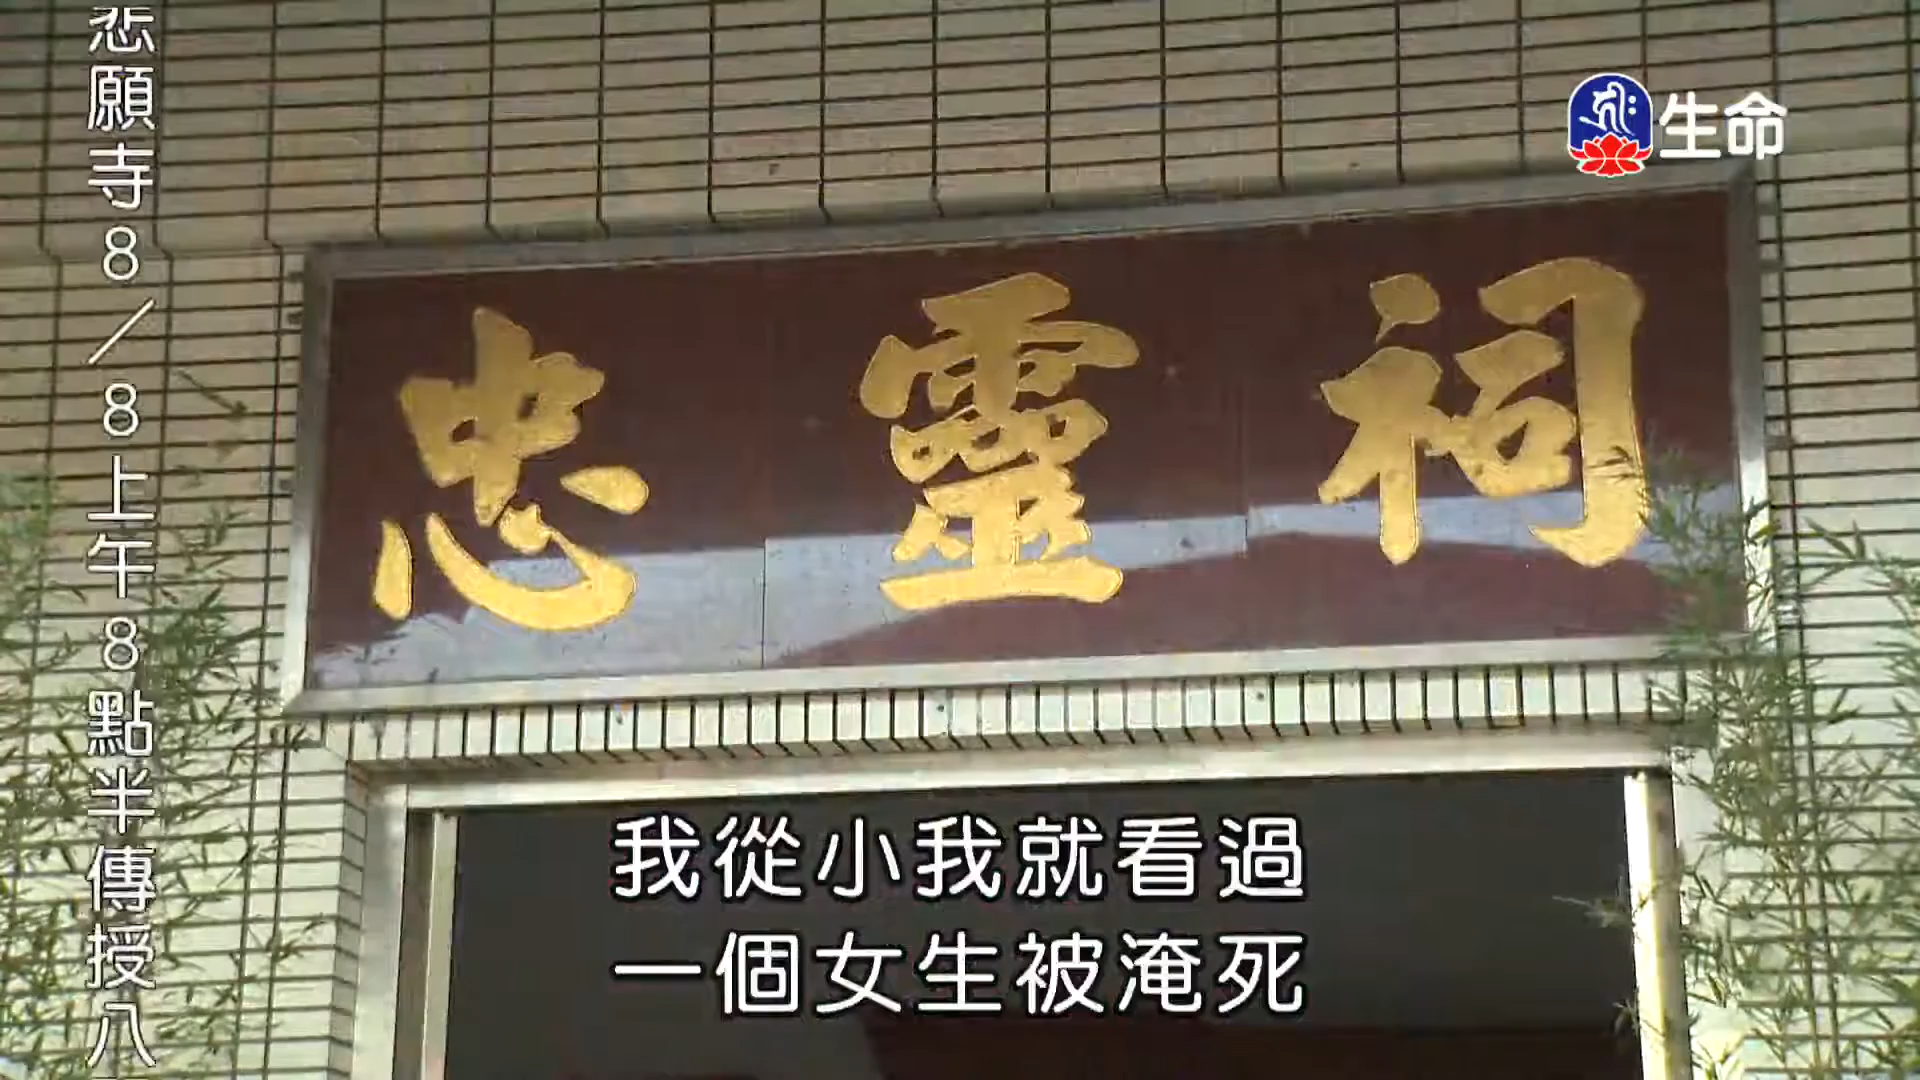 悲願寺8/8上午8點半傳授八
生命
忠靈祠
我從小我就看過
一個女生被淹死